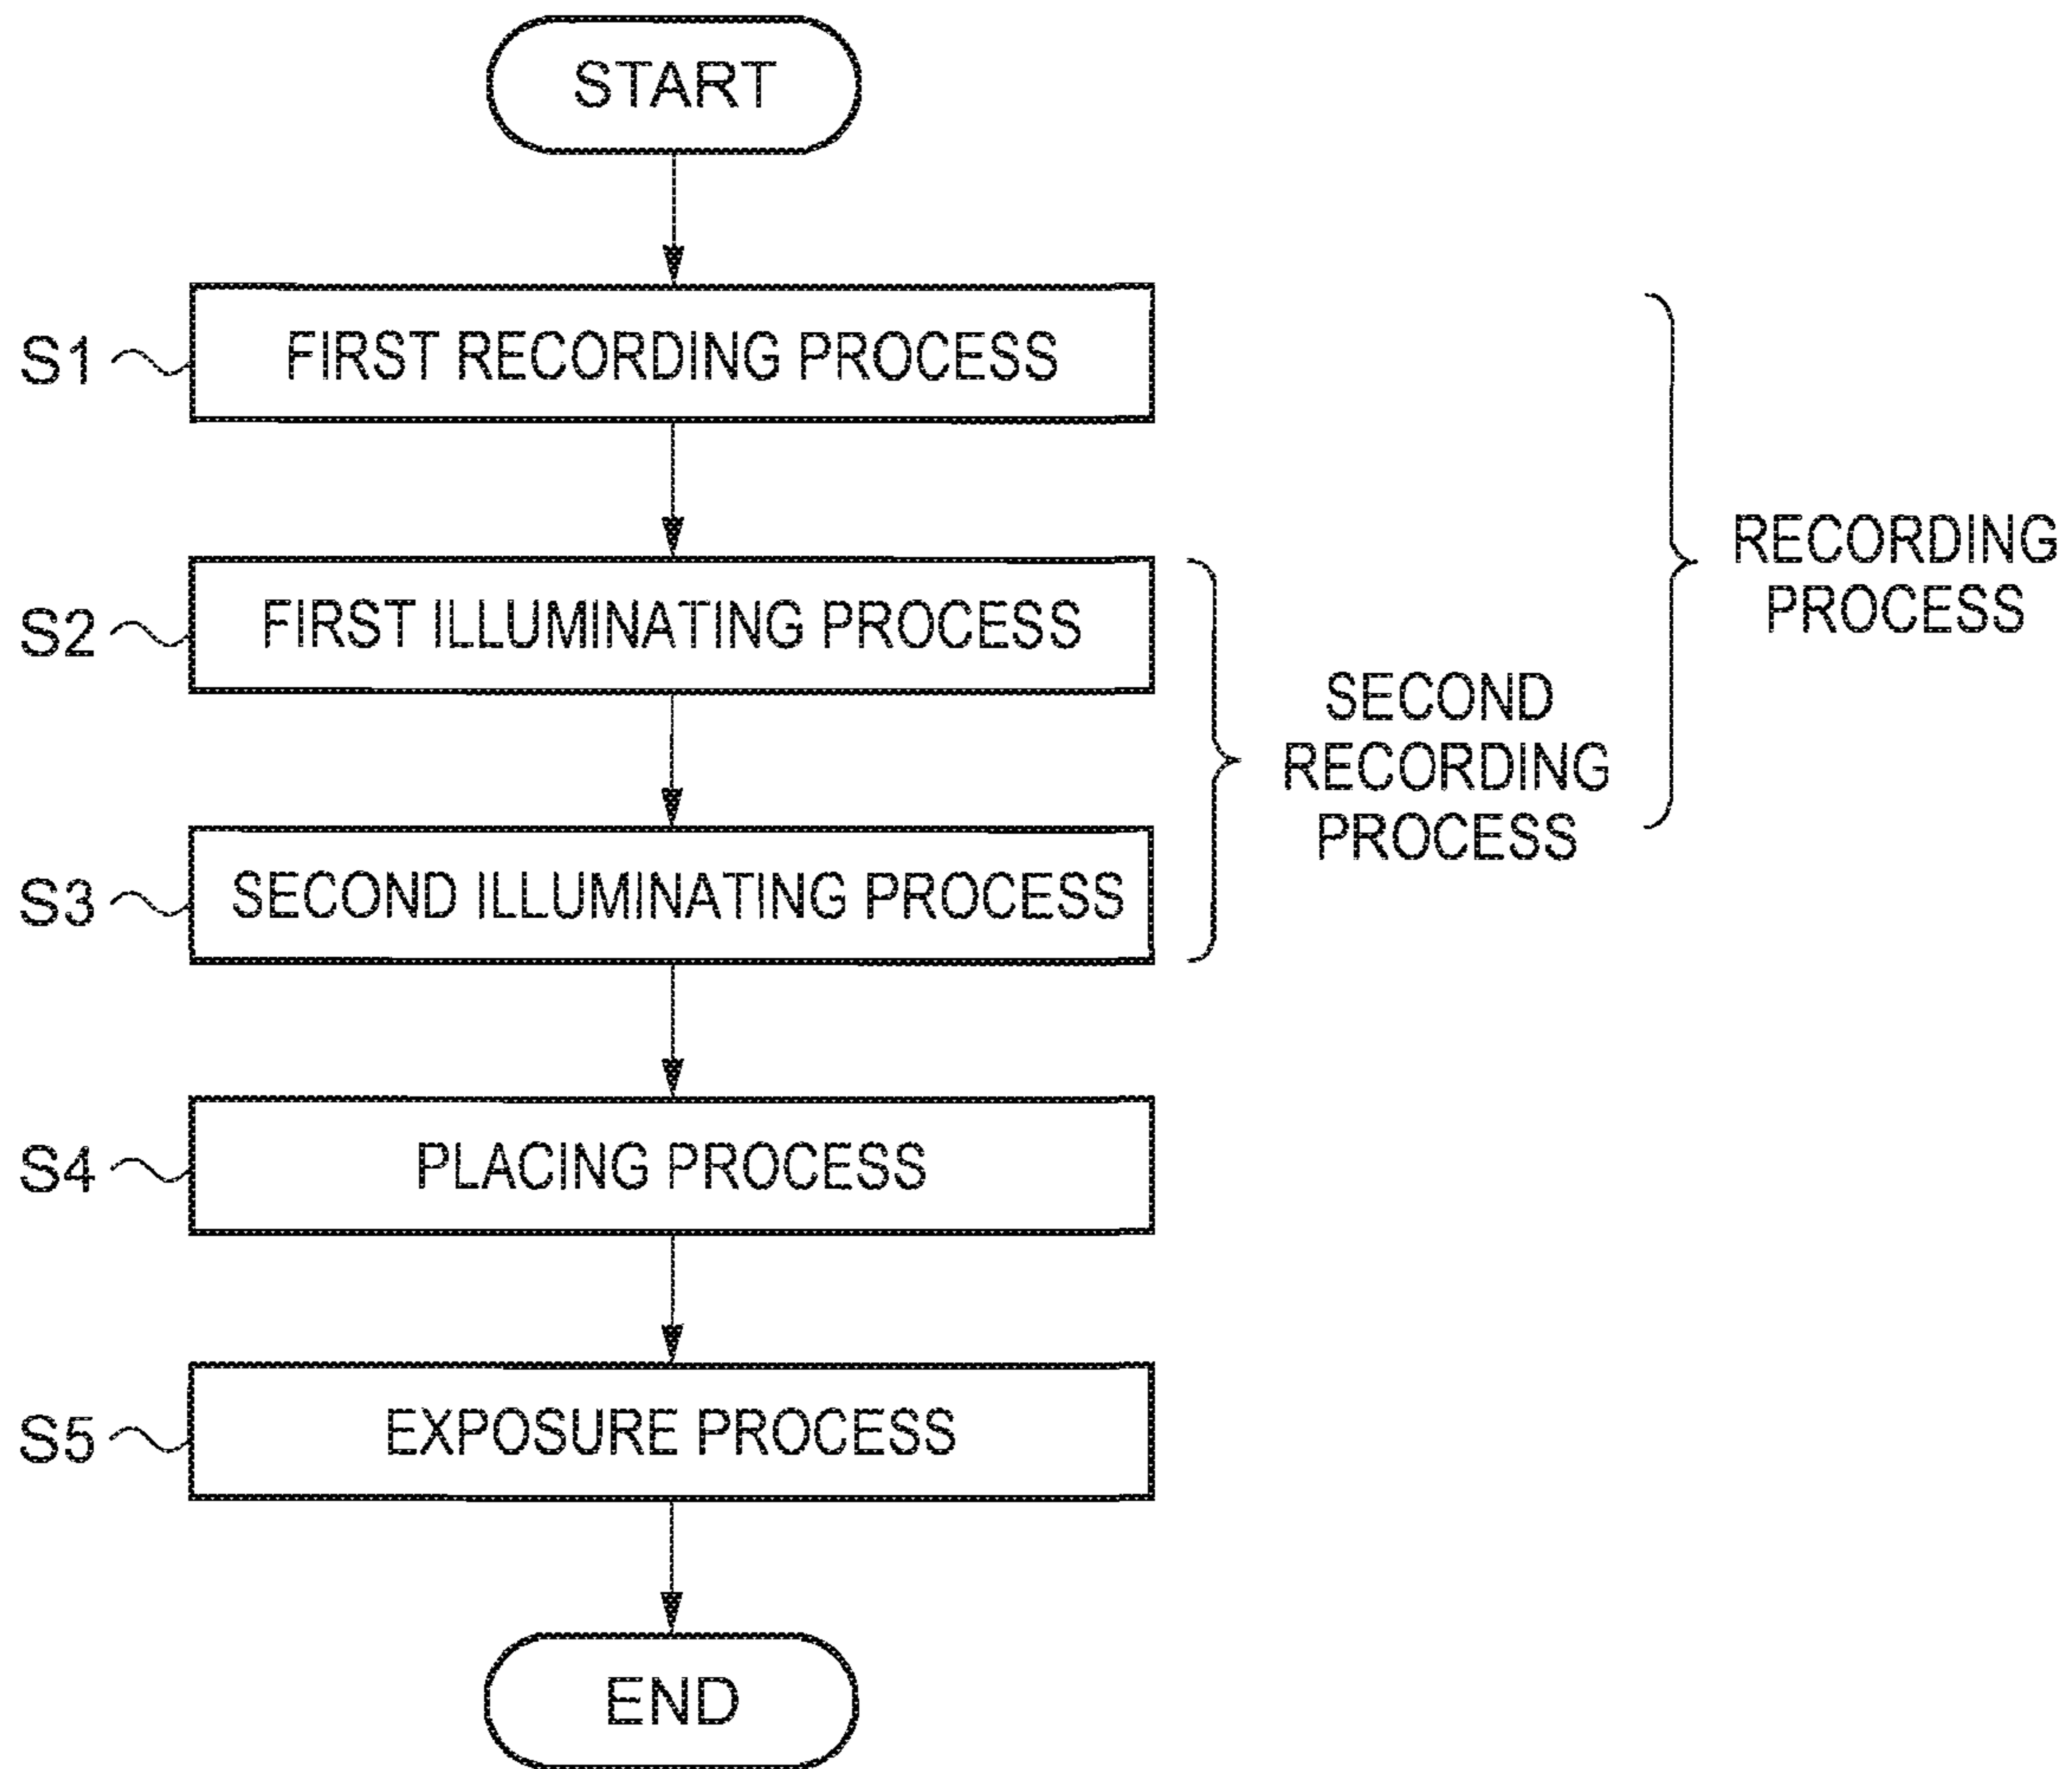 START
S1
FIRST RECORDING PROCESS
S2
FIRST ILLUMINATING PROCESS
S3
SECOND ILLUMINATING PROCESS
SECOND
RECORDING
PROCESS
RECORDING
PROCESS
S4
PLACING PROCESS
S5
EXPOSURE PROCESS
END